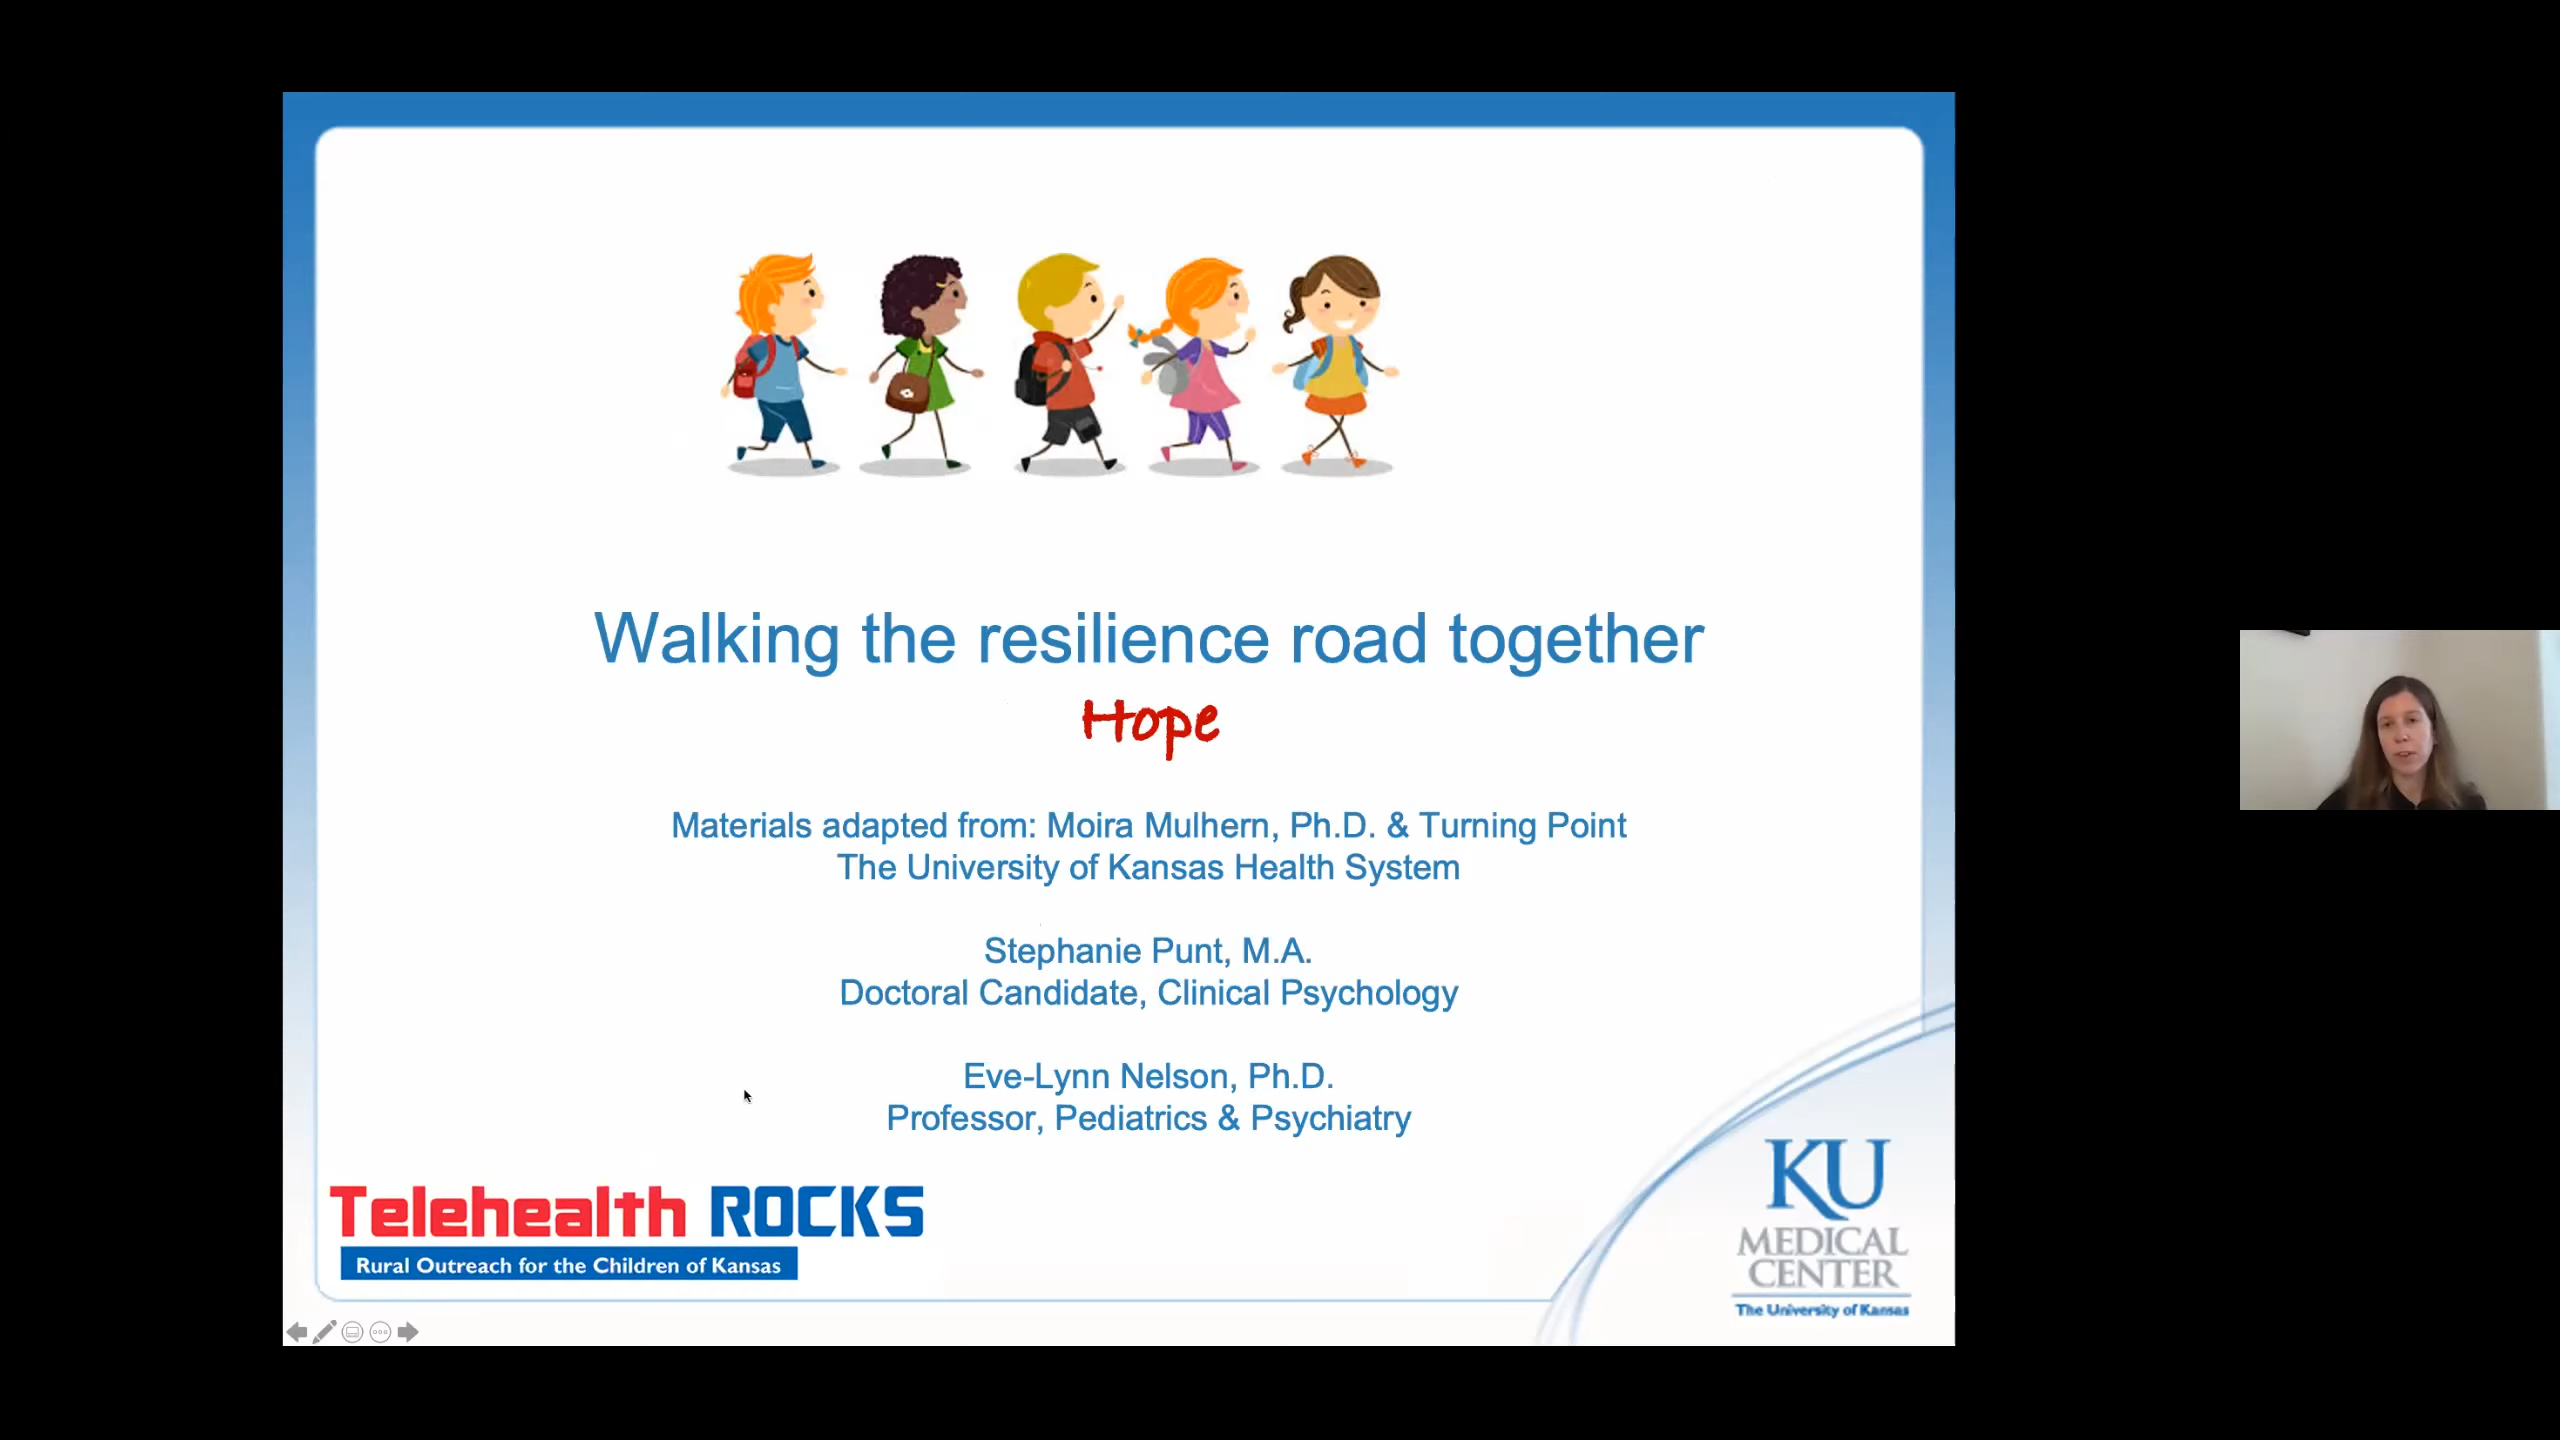 Walking the resilience road together
Hope
Materials adapted from: Moira Mulhern, Ph.D. & Turning Point
The University of Kansas Health System
Stephanie Punt, M.A.
Doctoral Candidate, Clinical Psychology
Eve-Lynn Nelson, Ph.D.
Professor, Pediatrics & Psychiatry
Telehealth ROCKS
Rural Outreach for the Children of Kansas
KU
MEDICAL
CENTER
The University of Kansas